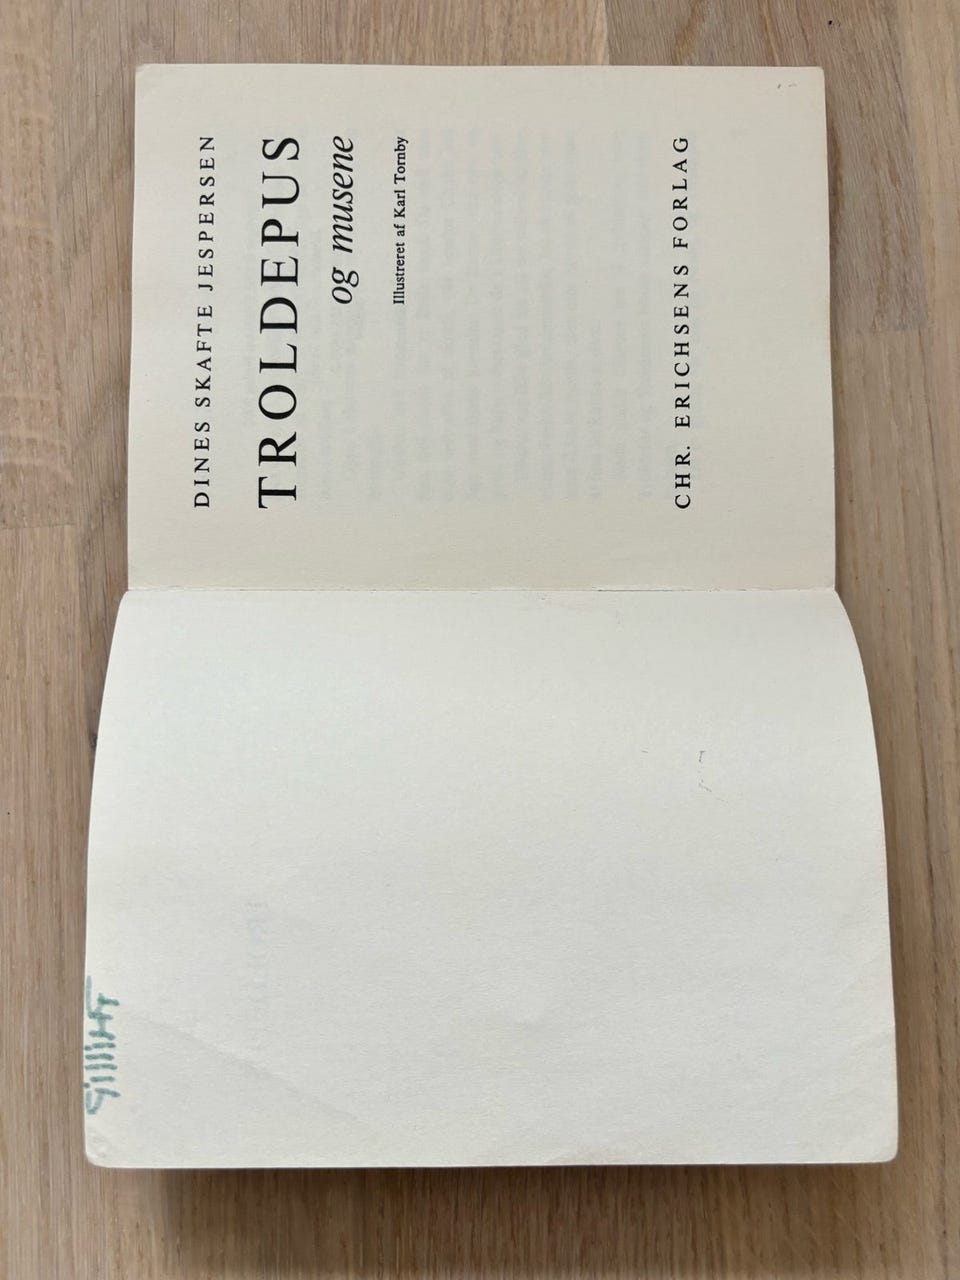 DINES SKAFTE JESPERSEN
TROLDEPUS
og musene
Illustreret af Karl Tornby
CHR. ERICHSENS FORLAG